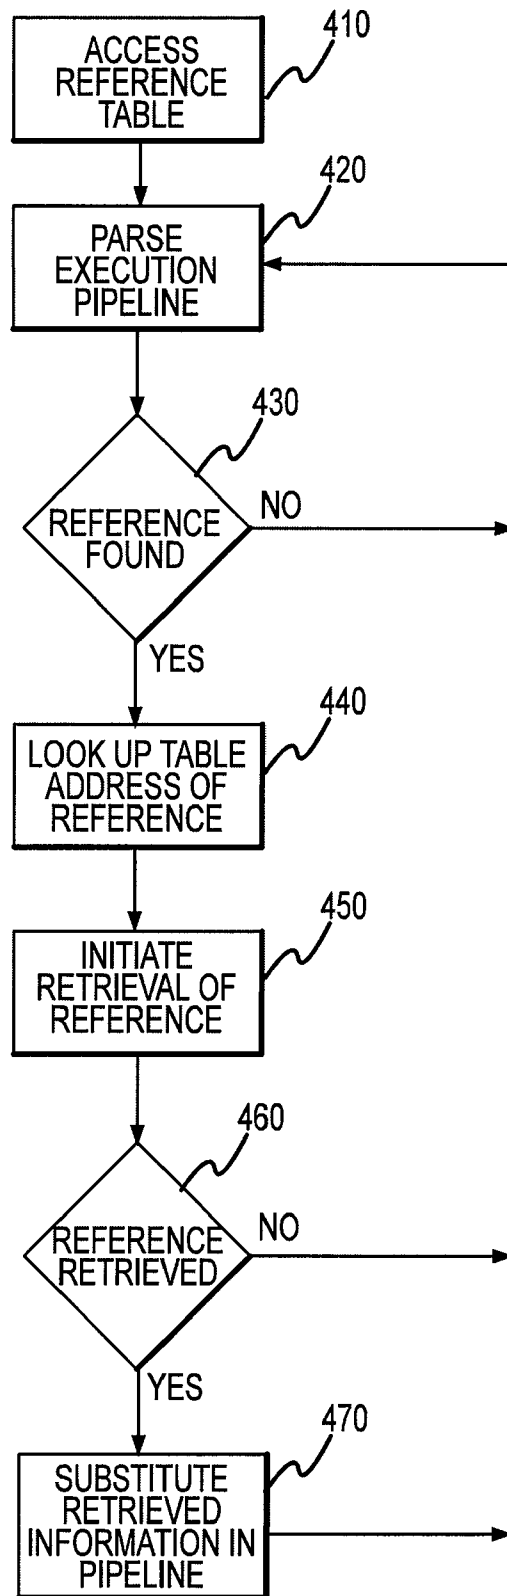 ACCESS
REFERENCE
TABLE
410
PARSE
EXECUTION
PIPELINE
420
REFERENCE
FOUND
430
NO
YES
LOOK UP TABLE
ADDRESS OF
REFERENCE
440
INITIATE
RETRIEVAL OF
REFERENCE
450
REFERENCE
RETRIEVED
460
NO
YES
SUBSTITUTE
RETRIEVED
INFORMATION IN
PIPELINE
470